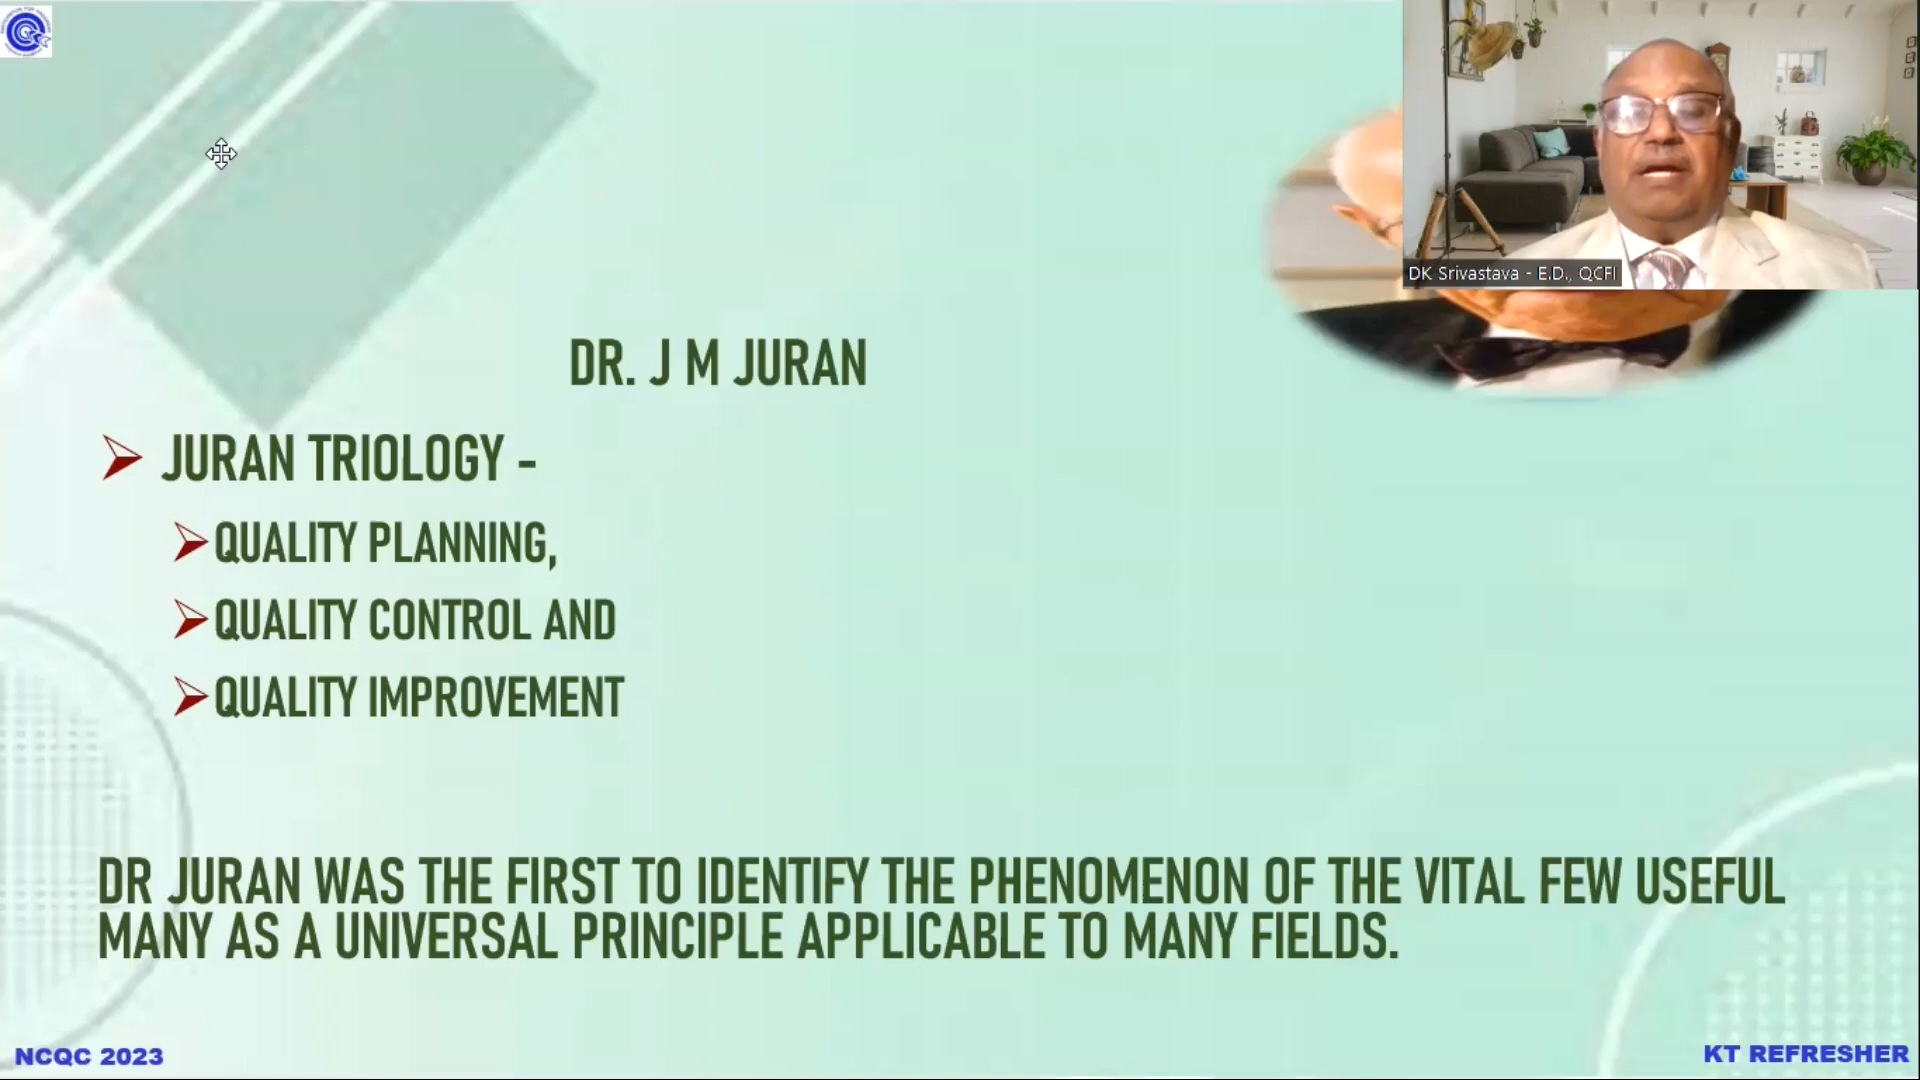 DK Srivastava - E.D., QCFI
DR. J M JURAN
JURAN TRIOLOGY -
QUALITY PLANNING,
QUALITY CONTROL AND
QUALITY IMPROVEMENT
DR JURAN WAS THE FIRST TO IDENTIFY THE PHENOMENON OF THE VITAL FEW USEFUL
MANY AS A UNIVERSAL PRINCIPLE APPLICABLE TO MANY FIELDS.
NCQC 2023
KT REFRESHER